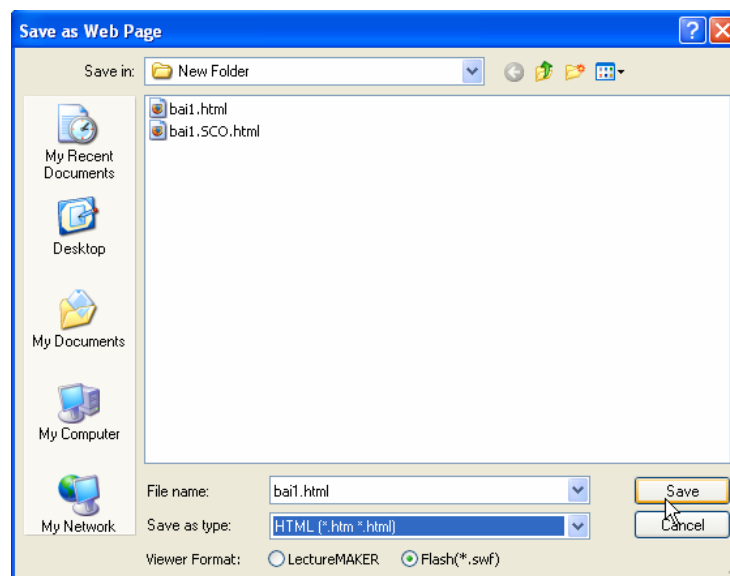 Save as Web Page
Save in: New Folder
bai1.html
bai1.SCO.html
My Recent
Documents
Desktop
My Documents
My Computer
My Network
File name: bai1.html Save
Save as type: HTML (*.htm *.html) Cancel
Viewer Format: LectureMAKER Flash(*.swf)